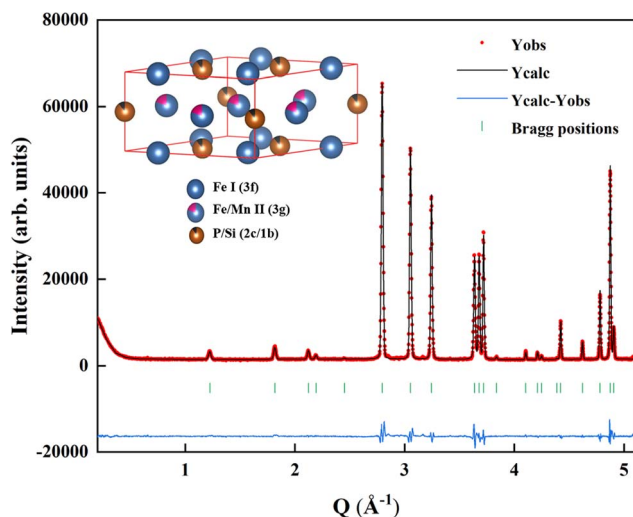 Intensity (arb. units)
80000
60000
40000
20000
0
-20000
Yobs
Ycalc
Ycalc-Yobs
Bragg positions
Fe I (3f)
Fe/Mn II (3g)
P/Si (2c/1b)
1 2 3 4 5
Q (Å⁻¹)